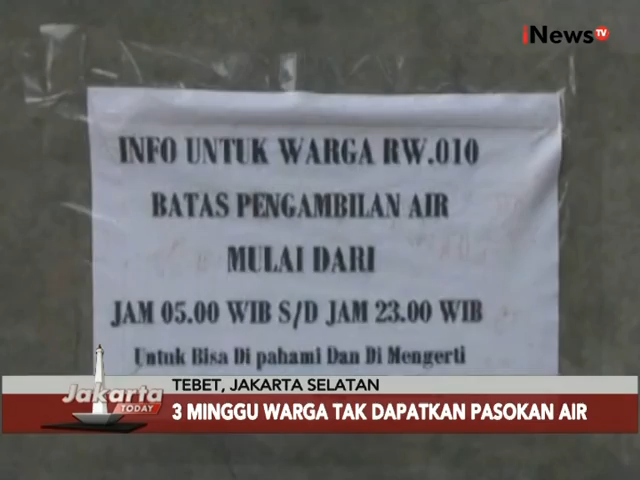 iNews TV
INFO UNTUK WARGA RW.010
BATAS PENGAMBILAN AIR
MULAI DARI
JAM 05.00 WIB S/D JAM 23.00 WIB
Untuk Bisa Di pahami Dan Di Mengerti
TEBET, JAKARTA SELATAN
Jakarta
TODAY
3 MINGGU WARGA TAK DAPATKAN PASOKAN AIR